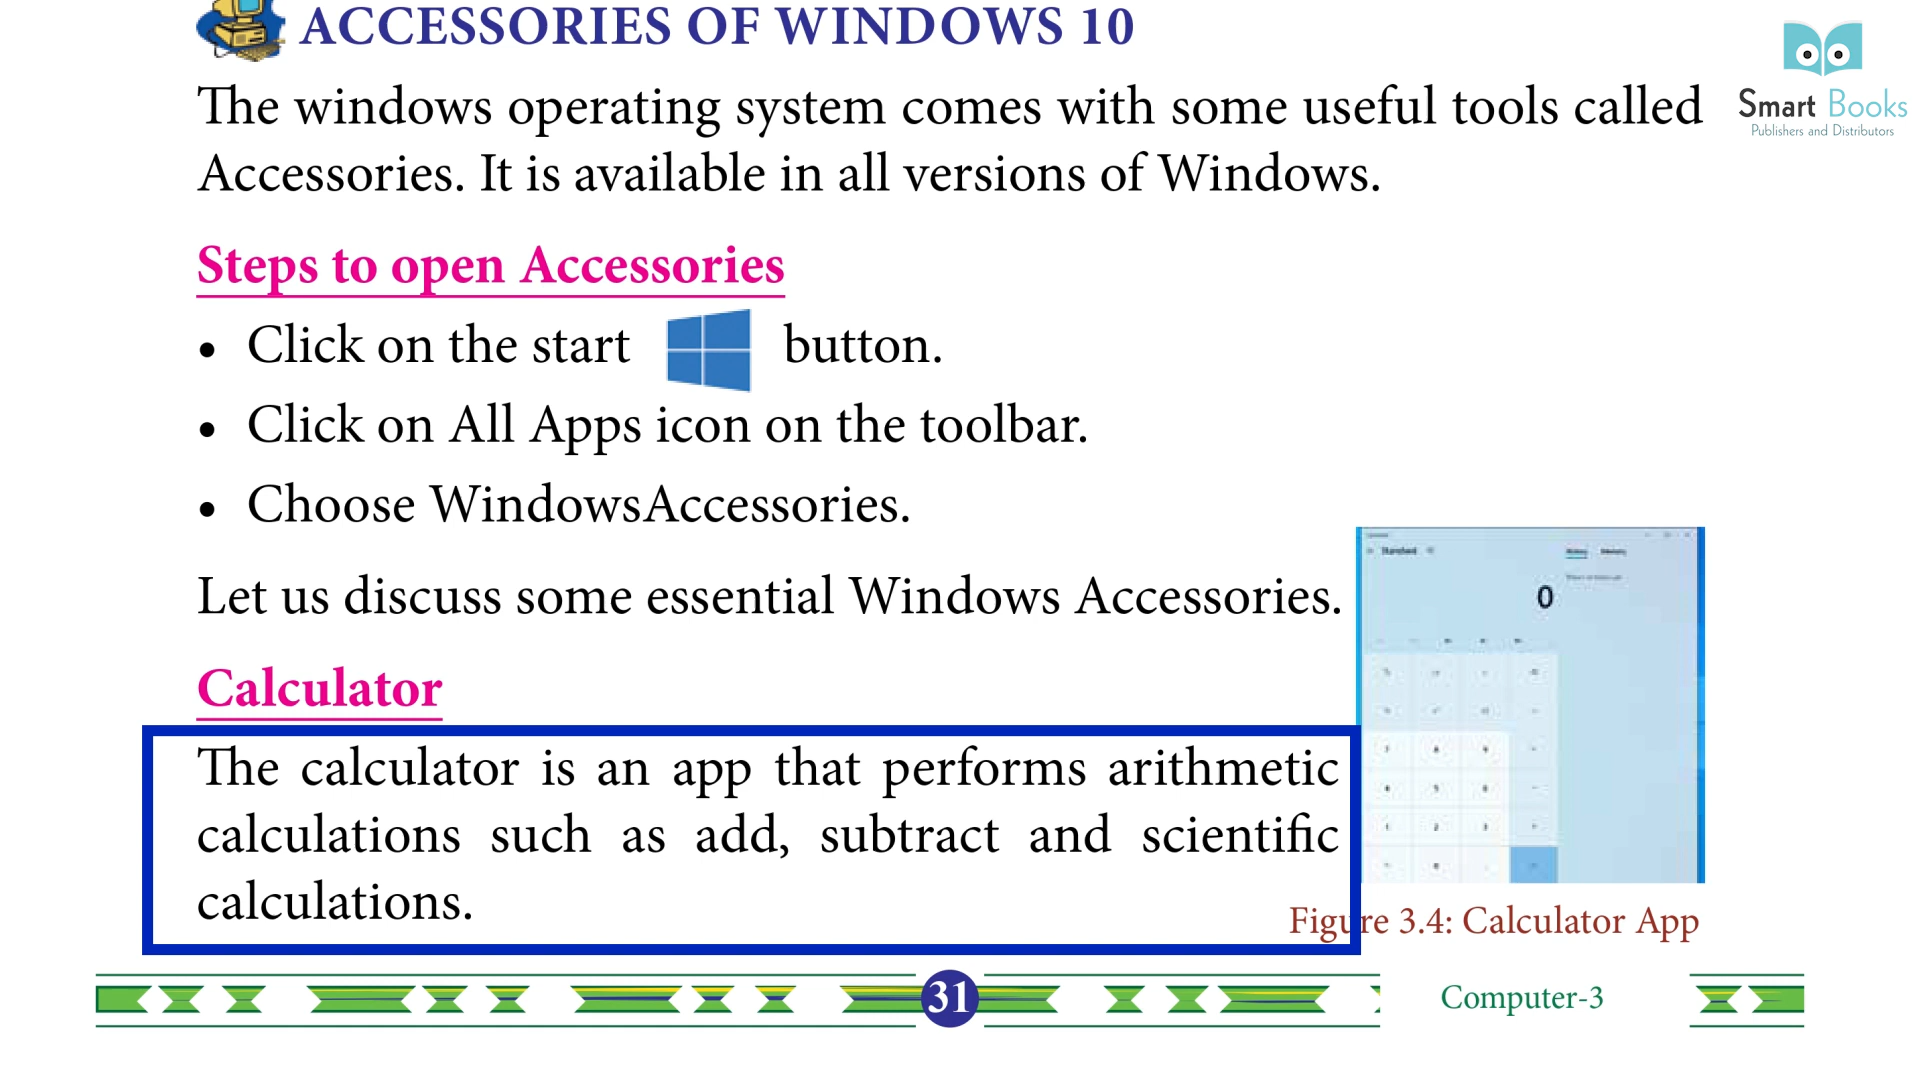 ACCESSORIES OF WINDOWS 10
Smart Books
Publishers and Distributors
The windows operating system comes with some useful tools called
Accessories. It is available in all versions of Windows.
Steps to open Accessories
• Click on the start button.
• Click on All Apps icon on the toolbar.
• Choose WindowsAccessories.
Let us discuss some essential Windows Accessories.
Standard
0
Calculator
The calculator is an app that performs arithmetic
calculations such as add, subtract and scientific
calculations.
Figure 3.4: Calculator App
31
Computer-3